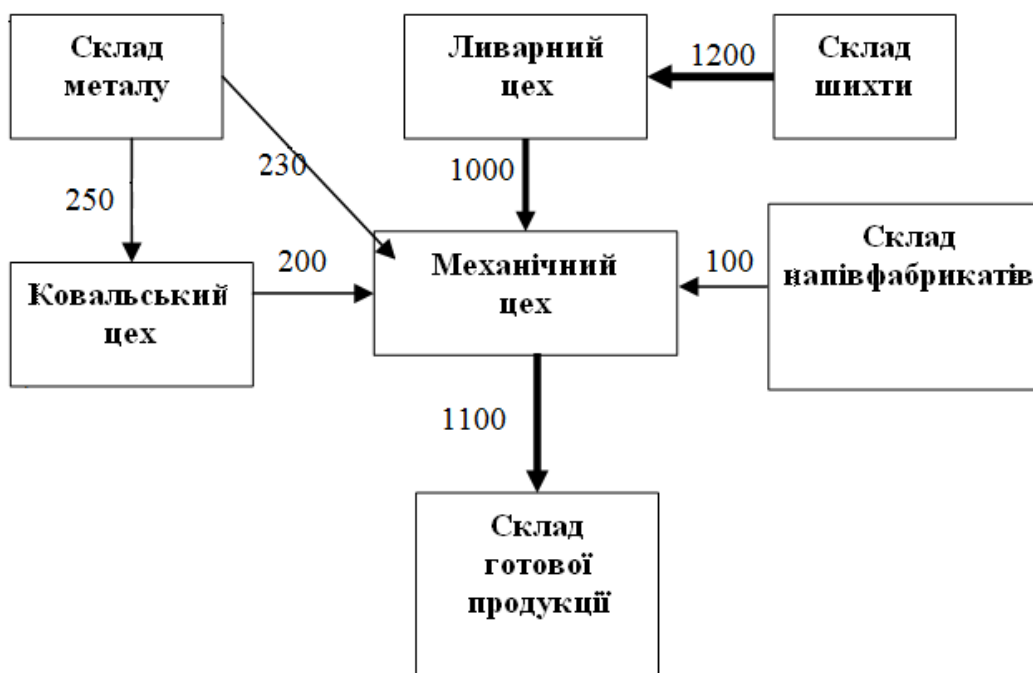 Склад
металу
Ливарний
цех
1200
Склад
шихти
250
230
1000
Ковальський
цех
200
Механічний
цех
100
Склад
напівфабрикатів
1100
Склад
готової
продукції